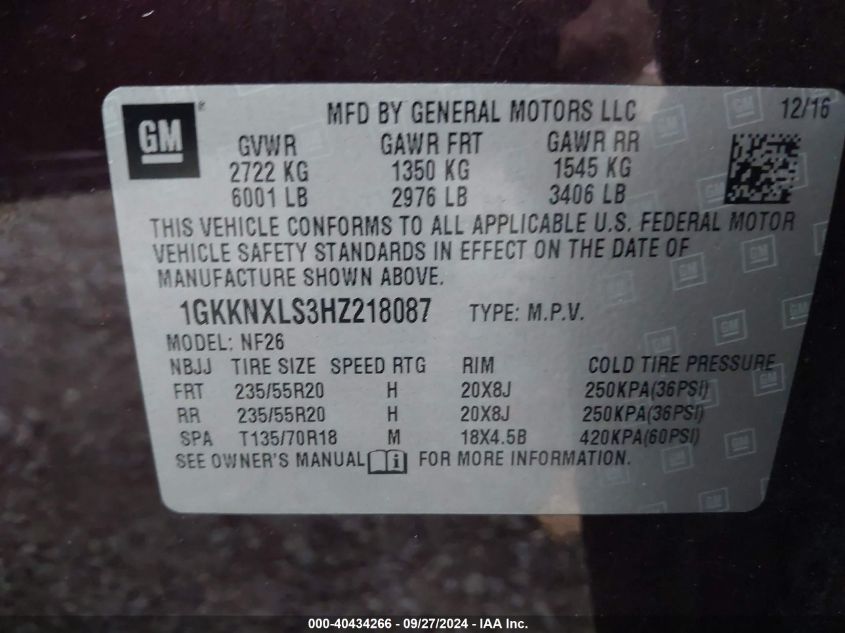 GM®
MFD BY GENERAL MOTORS LLC 12/16
GVWR GAWR FRT GAWR RR
2722 KG 1350 KG 1545 KG
6001 LB 2976 LB 3406 LB
THIS VEHICLE CONFORMS TO ALL APPLICABLE U.S. FEDERAL MOTOR
VEHICLE SAFETY STANDARDS IN EFFECT ON THE DATE OF
MANUFACTURE SHOWN ABOVE.
1GKKNXLS3HZ218087 TYPE: M.P.V.
MODEL: NF26
NBJJ TIRE SIZE SPEED RTG RIM COLD TIRE PRESSURE
FRT 235/55R20 H 20X8J 250KPA(36PSI)
RR 235/55R20 H 20X8J 250KPA(36PSI)
SPA T135/70R18 M 18X4.5B 420KPA(60PSI)
SEE OWNER'S MANUAL i FOR MORE INFORMATION.
000-40434266 - 09/27/2024 - IAA Inc.